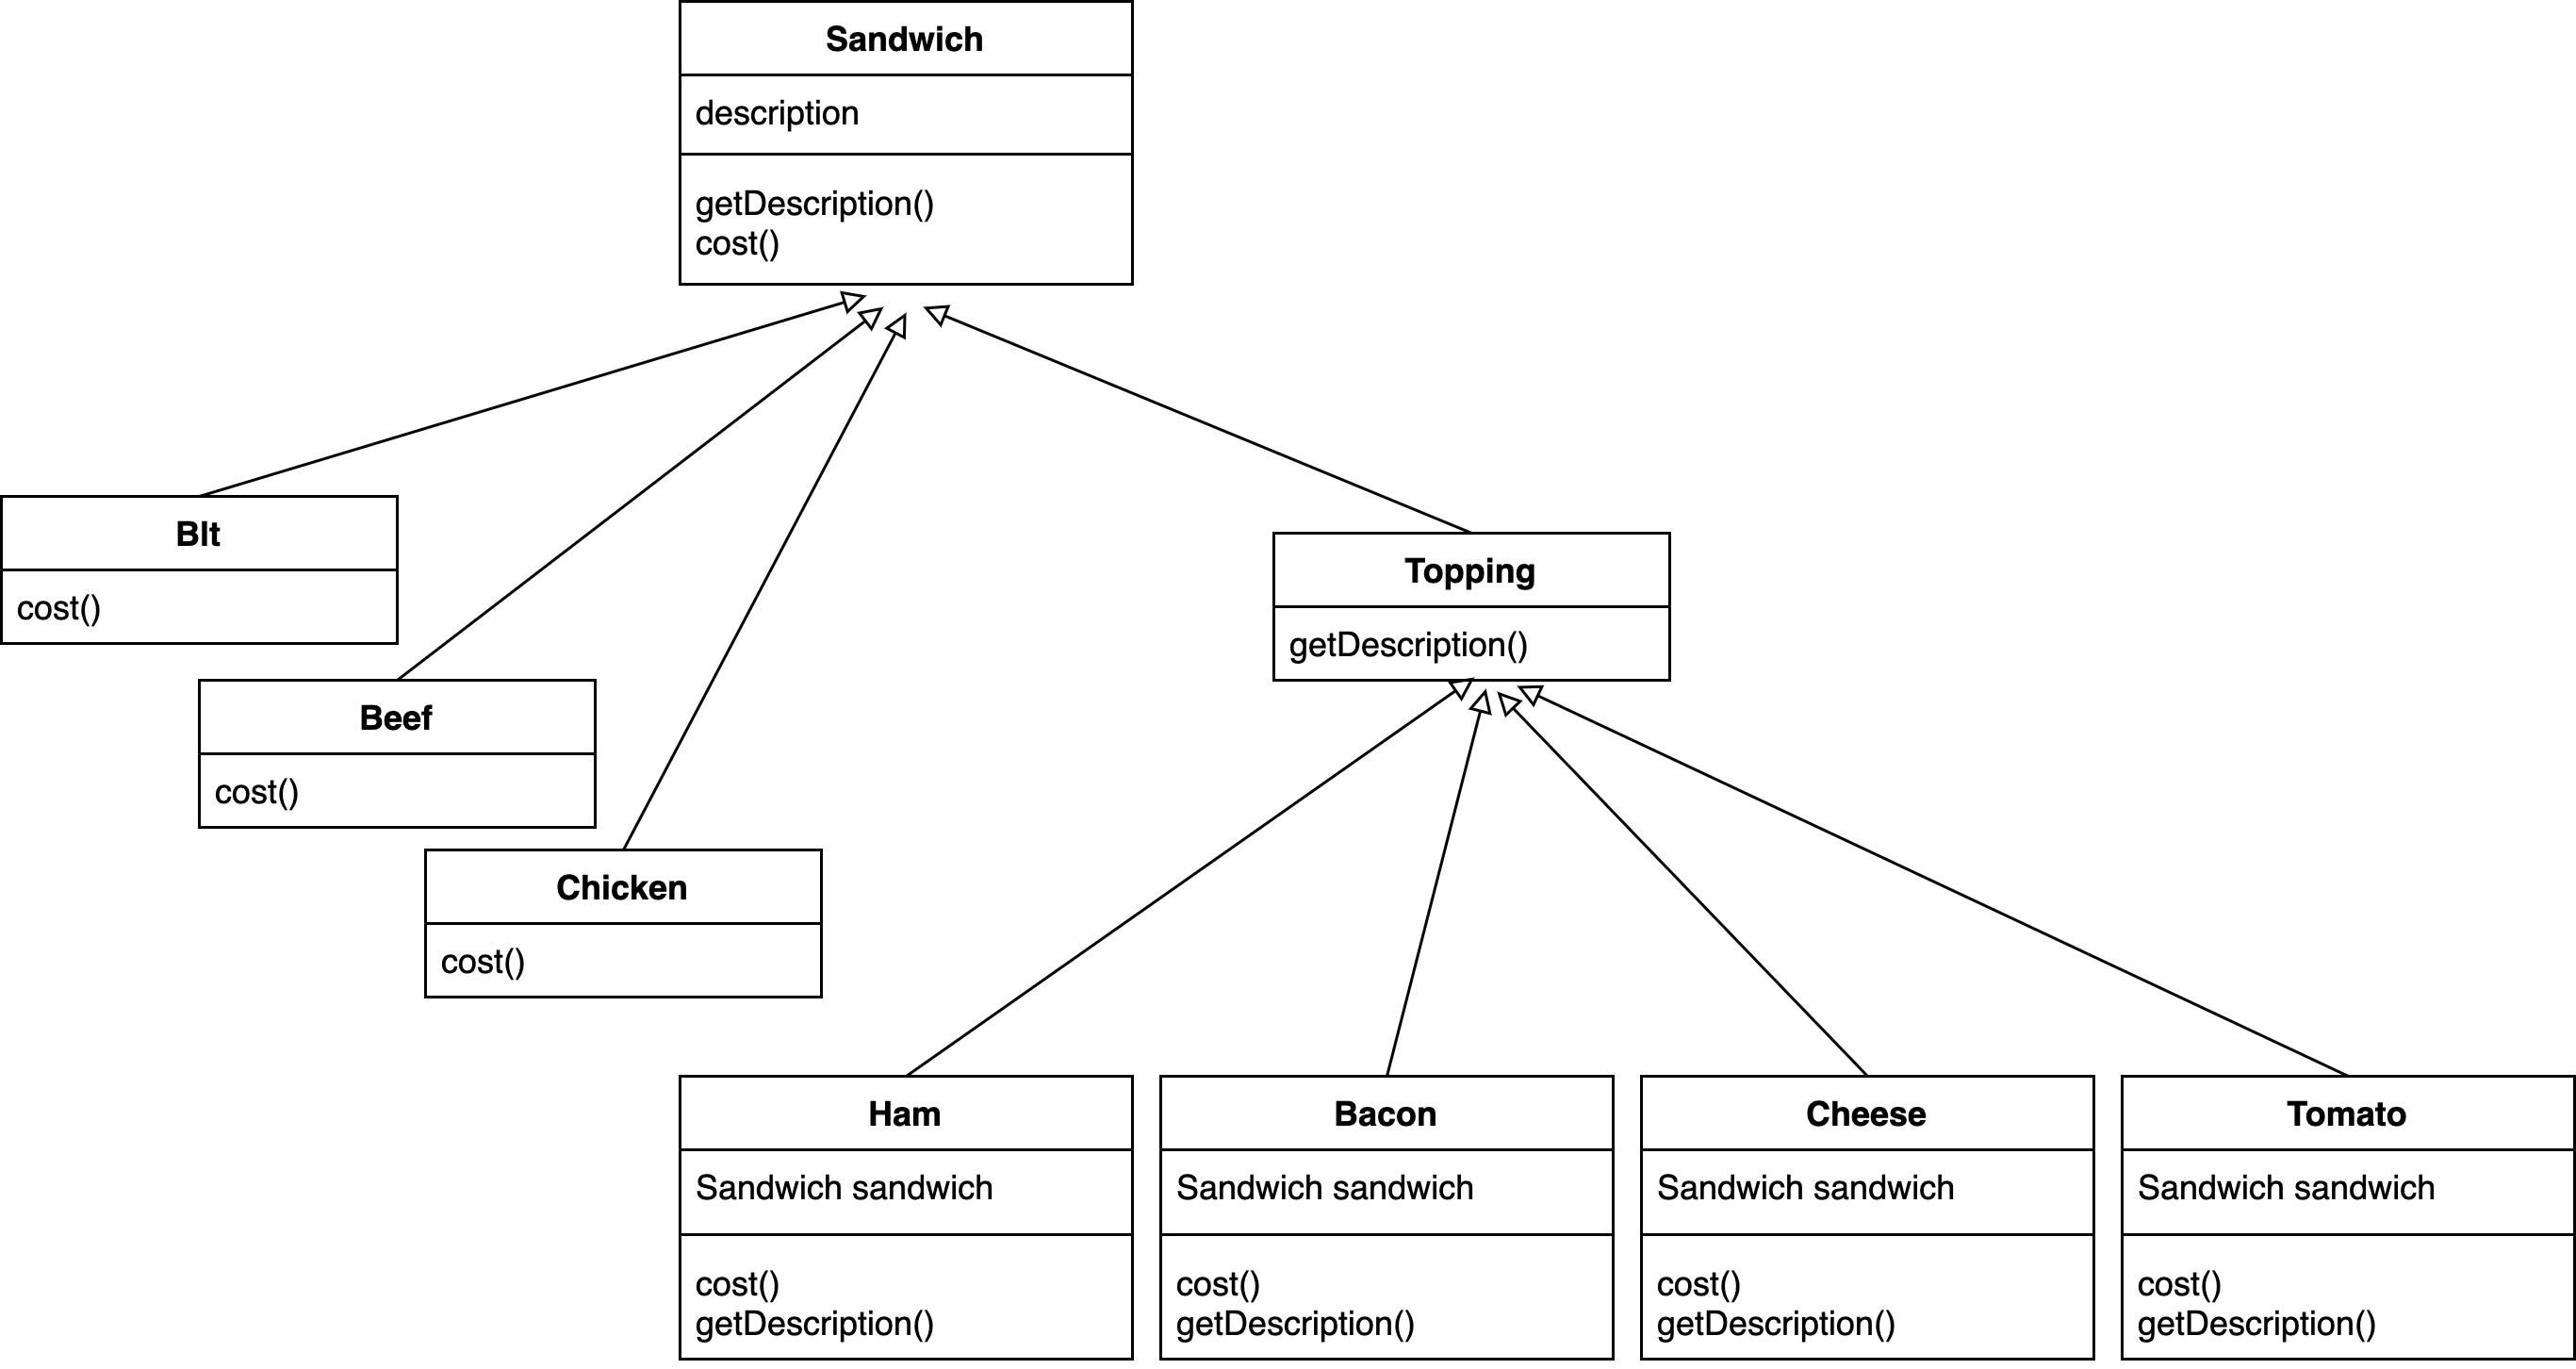 Sandwich
description
getDescription()
cost()
Blt
cost()
Beef
cost()
Chicken
cost()
Topping
getDescription()
Ham
Sandwich sandwich
cost()
getDescription()
Bacon
Sandwich sandwich
cost()
getDescription()
Cheese
Sandwich sandwich
cost()
getDescription()
Tomato
Sandwich sandwich
cost()
getDescription()